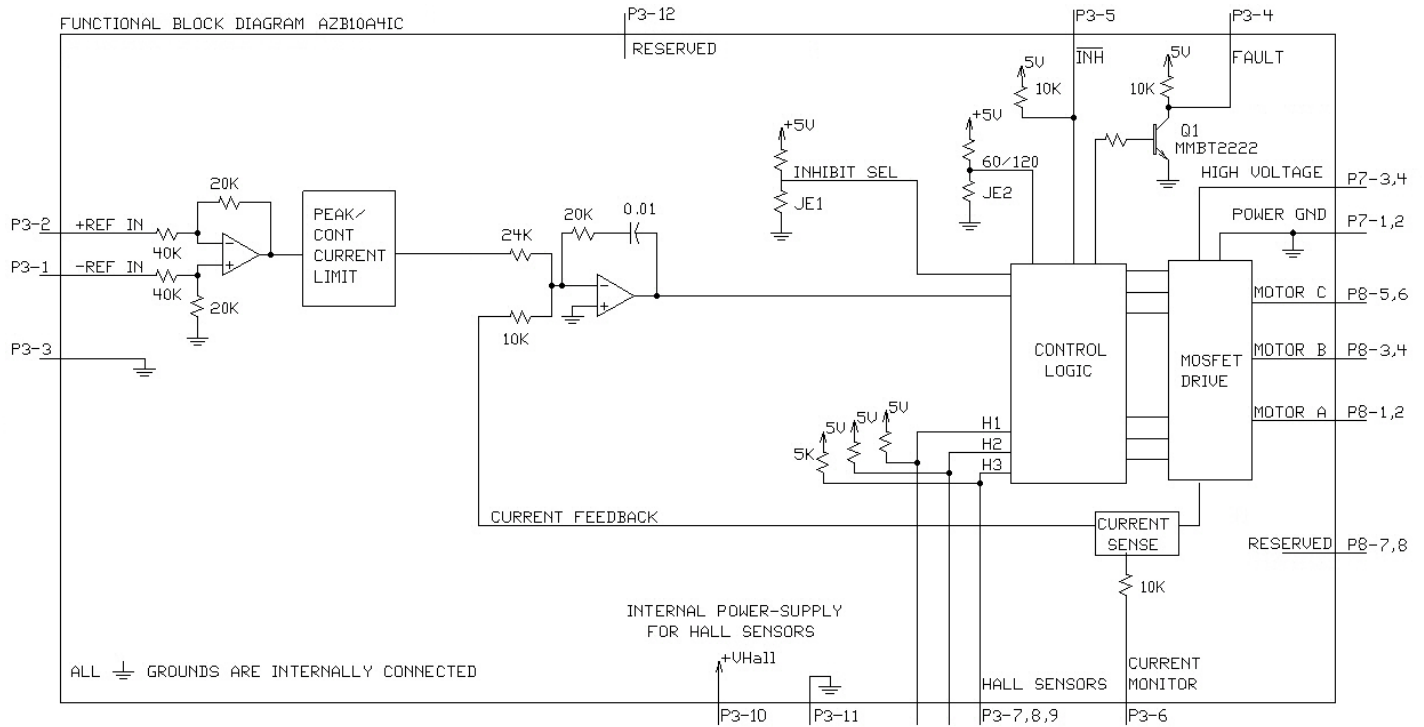 P3-12
P3-5
P3-4
FUNCTIONAL BLOCK DIAGRAM AZB10A4IC
RESERVED
INH
FAULT
5V
10K
5V
10K
+5V
+5V
Q1
MMBT2222
INHIBIT SEL
60/120
JE1
JE2
HIGH VOLTAGE
P7-3,4
POWER GND
P7-1,2
20K
PEAK/
CONT
CURRENT
LIMIT
P3-2
+REF IN
40K
P3-1
-REF IN
40K
20K
24K
20K
0.01
10K
P3-3
CONTROL
LOGIC
MOSFET
DRIVE
MOTOR C
P8-5,6
MOTOR B
P8-3,4
MOTOR A
P8-1,2
5V
5V
5V
5K
H1
H2
H3
CURRENT FEEDBACK
CURRENT
SENSE
RESERVED
P8-7,8
10K
INTERNAL POWER-SUPPLY
FOR HALL SENSORS
+VHall
ALL GROUNDS ARE INTERNALLY CONNECTED
HALL SENSORS
CURRENT
MONITOR
P3-10
P3-11
P3-7,8,9
P3-6